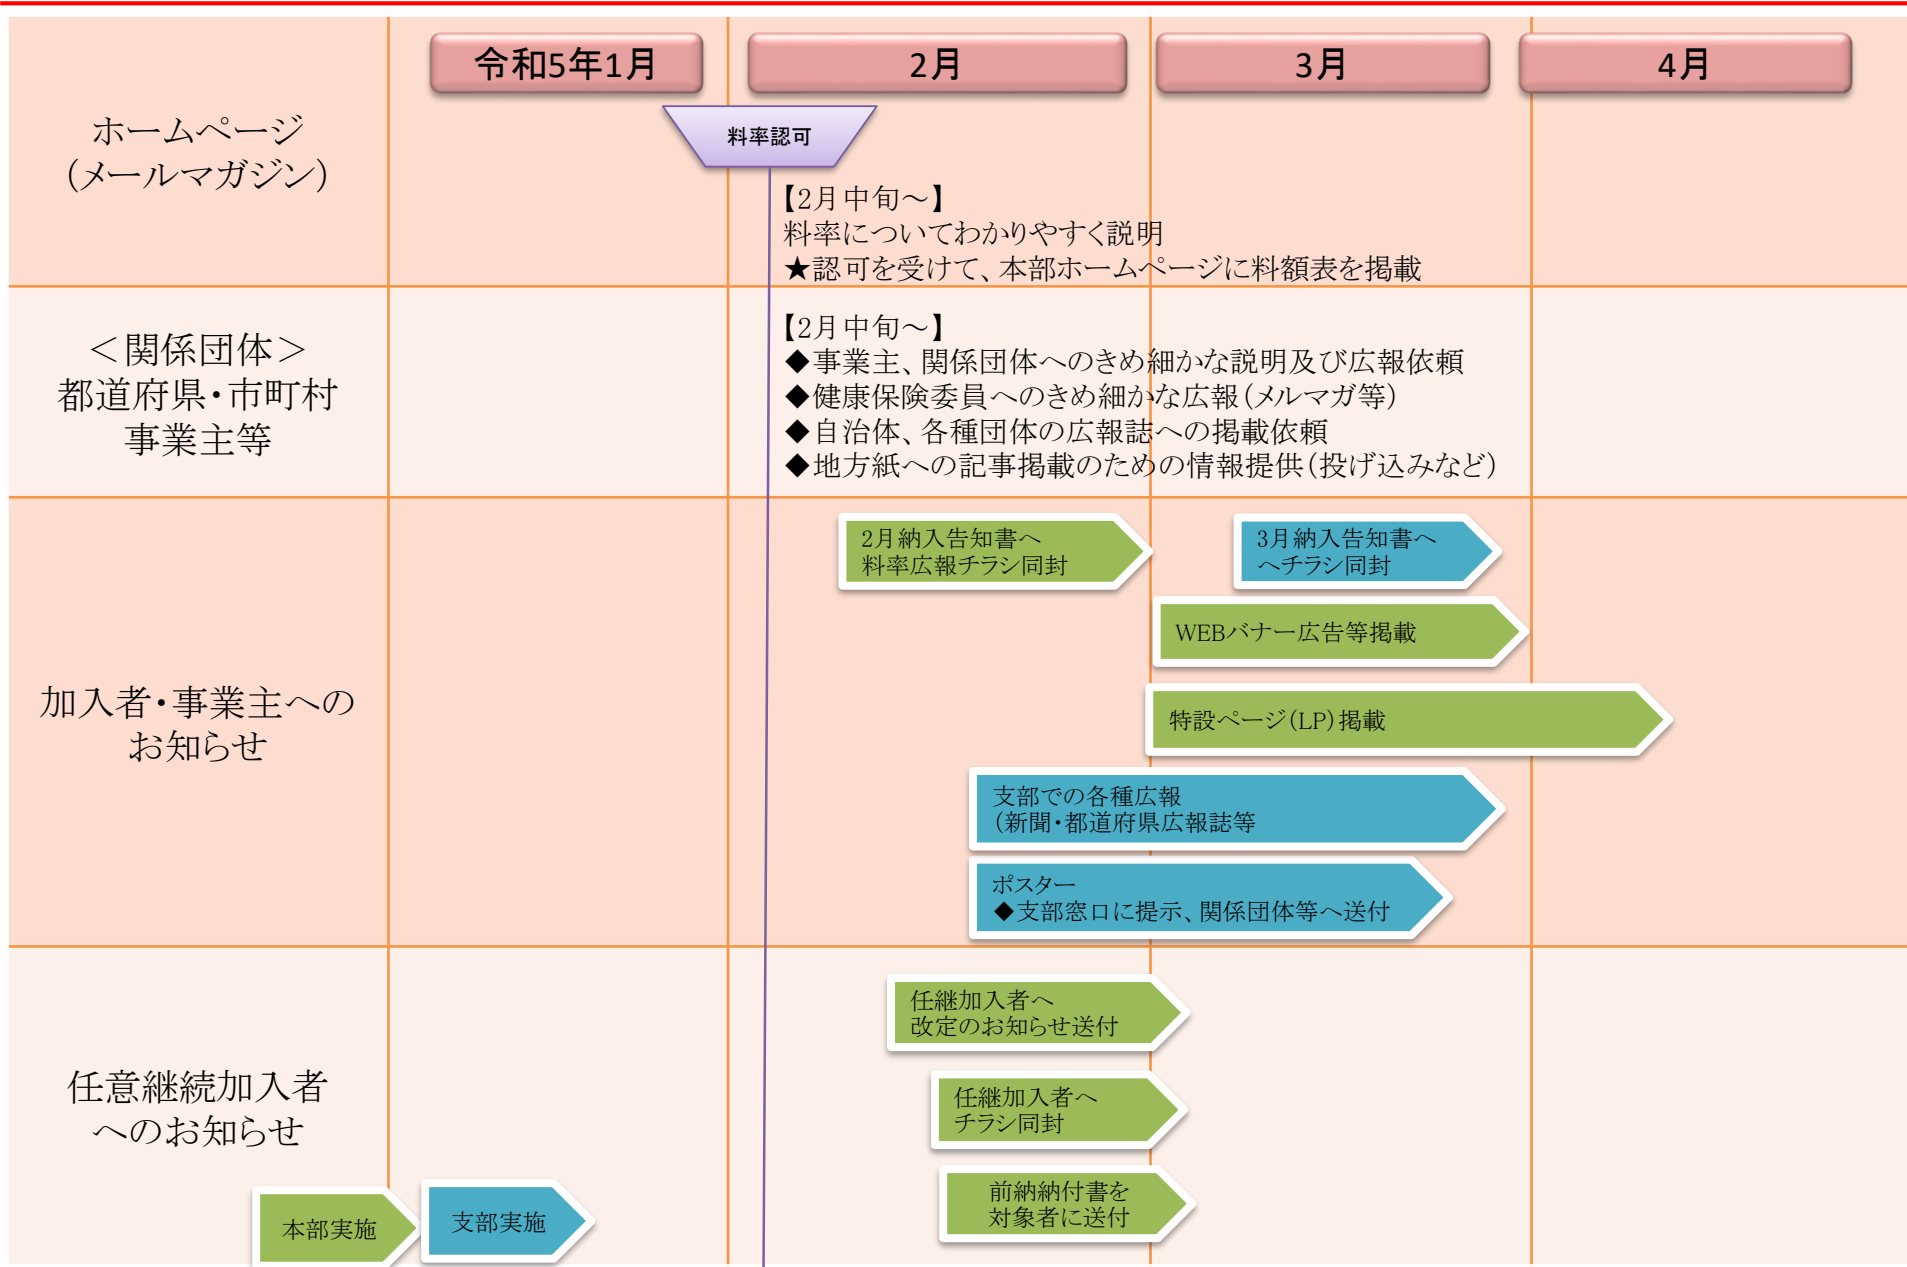 令和5年1月
2月
3月
4月
ホームページ
(メールマガジン)
料率認可
【2月中旬～】
料率についてわかりやすく説明
★認可を受けて、本部ホームページに料額表を掲載
＜関係団体＞
都道府県・市町村
事業主等
【2月中旬～】
◆事業主、関係団体へのきめ細かな説明及び広報依頼
◆健康保険委員へのきめ細かな広報(メルマガ等)
◆自治体、各種団体の広報誌への掲載依頼
◆地方紙への記事掲載のための情報提供(投げ込みなど)
加入者・事業主への
お知らせ
2月納入告知書へ
料率広報チラシ同封
3月納入告知書へ
へチラシ同封
WEBバナー広告等掲載
特設ページ(LP)掲載
支部での各種広報
(新聞・都道府県広報誌等
ポスター
◆支部窓口に提示、関係団体等へ送付
任意継続加入者
へのお知らせ
任継加入者へ
改定のお知らせ送付
任継加入者へ
チラシ同封
前納納付書を
対象者に送付
本部実施
支部実施